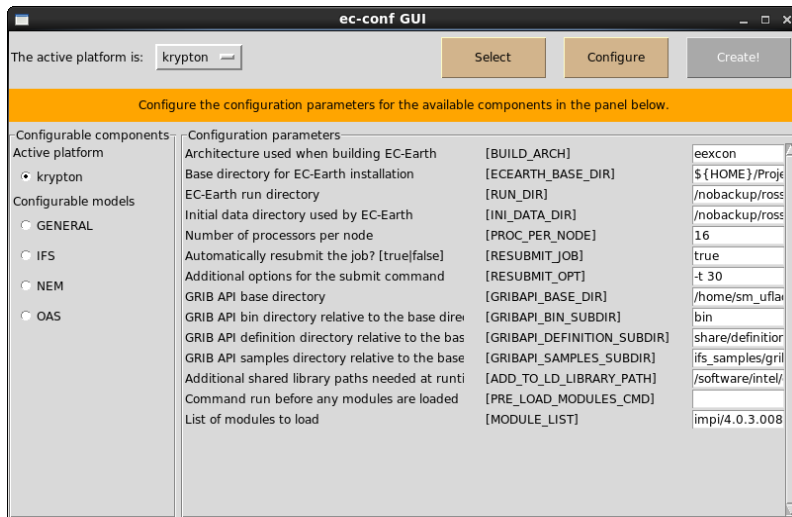 ec-conf GUI
The active platform is: krypton Select Configure Create!
Configure the configuration parameters for the available components in the panel below.
Configurable components
Active platform
krypton
Configurable models
GENERAL
IFS
NEM
OAS
Configuration parameters
Architecture used when building EC-Earth [BUILD_ARCH] eexcon
Base directory for EC-Earth installation [ECEARTH_BASE_DIR] ${HOME}/Proje
EC-Earth run directory [RUN_DIR] /nobackup/ross
Initial data directory used by EC-Earth [INI_DATA_DIR] /nobackup/ross
Number of processors per node [PROC_PER_NODE] 16
Automatically resubmit the job? [true|false] [RESUBMIT_JOB] true
Additional options for the submit command [RESUBMIT_OPT] -t 30
GRIB API base directory [GRIBAPI_BASE_DIR] /home/sm_uflac
GRIB API bin directory relative to the base dire [GRIBAPI_BIN_SUBDIR] bin
GRIB API definition directory relative to the bas [GRIBAPI_DEFINITION_SUBDIR] share/definition
GRIB API samples directory relative to the base [GRIBAPI_SAMPLES_SUBDIR] ifs_samples/gril
Additional shared library paths needed at runti [ADD_TO_LD_LIBRARY_PATH] /software/intel/
Command run before any modules are loaded [PRE_LOAD_MODULES_CMD]
List of modules to load [MODULE_LIST] impi/4.0.3.008